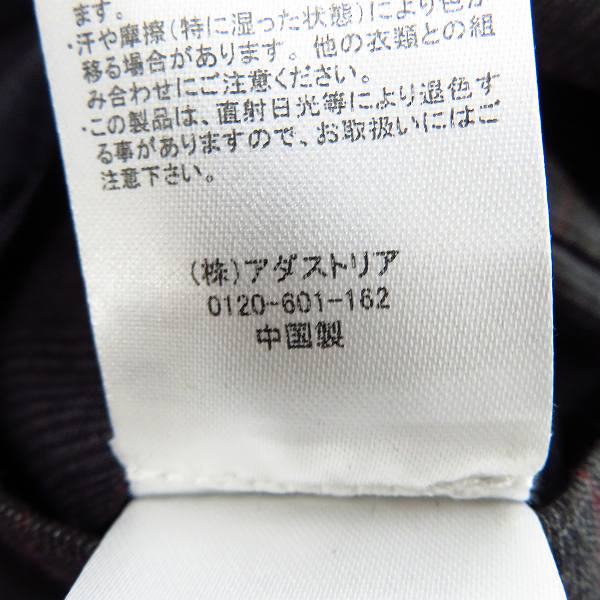 ます。
・汗や摩擦(特に湿った状態)により色が
移る場合があります。他の衣類との組
み合わせにご注意ください。
・この製品は、直射日光等により退色す
る事がありますので、お取扱いにはご
注意下さい。
(株)アダストリア
0120-601-162
中国製